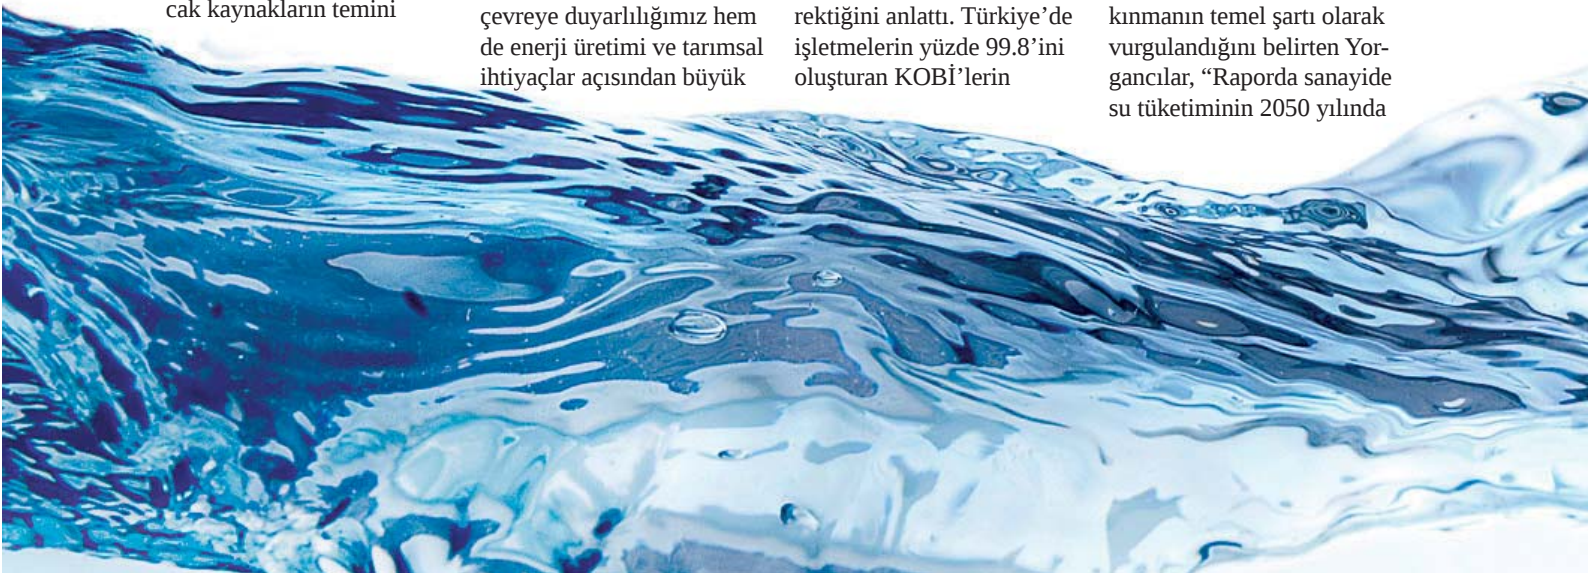 cak kaynakların temini
çevreye duyarlılığımız hem
de enerji üretimi ve tarımsal
ihtiyaçlar açısından büyük
rektiğini anlattı. Türkiye’de
işletmelerin yüzde 99.8’ini
oluşturan KOBİ’lerin
kınmanın temel şartı olarak
vurgulandığını belirten Yor-
gancılar, “Raporda sanayide
su tüketiminin 2050 yılında